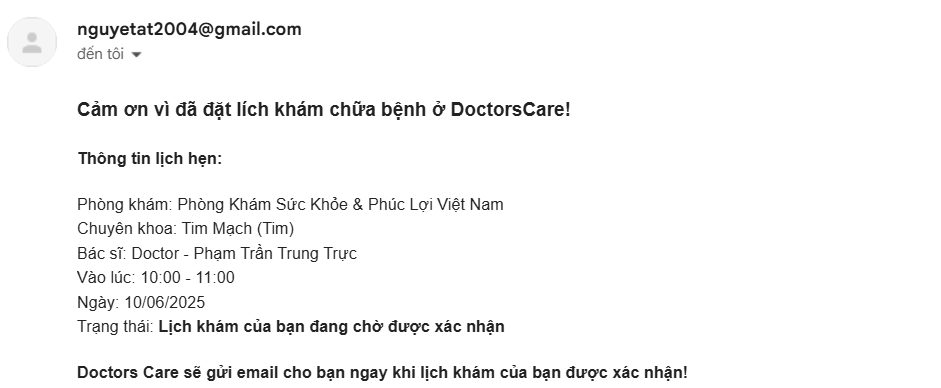 nguyetat2004@gmail.com
đến tôi
Cảm ơn vì đã đặt lích khám chữa bệnh ở DoctorsCare!
Thông tin lịch hẹn:
Phòng khám: Phòng Khám Sức Khỏe & Phúc Lợi Việt Nam
Chuyên khoa: Tim Mạch (Tim)
Bác sĩ: Doctor - Phạm Trần Trung Trực
Vào lúc: 10:00 - 11:00
Ngày: 10/06/2025
Trạng thái: Lịch khám của bạn đang chờ được xác nhận
Doctors Care sẽ gửi email cho bạn ngay khi lịch khám của bạn được xác nhận!